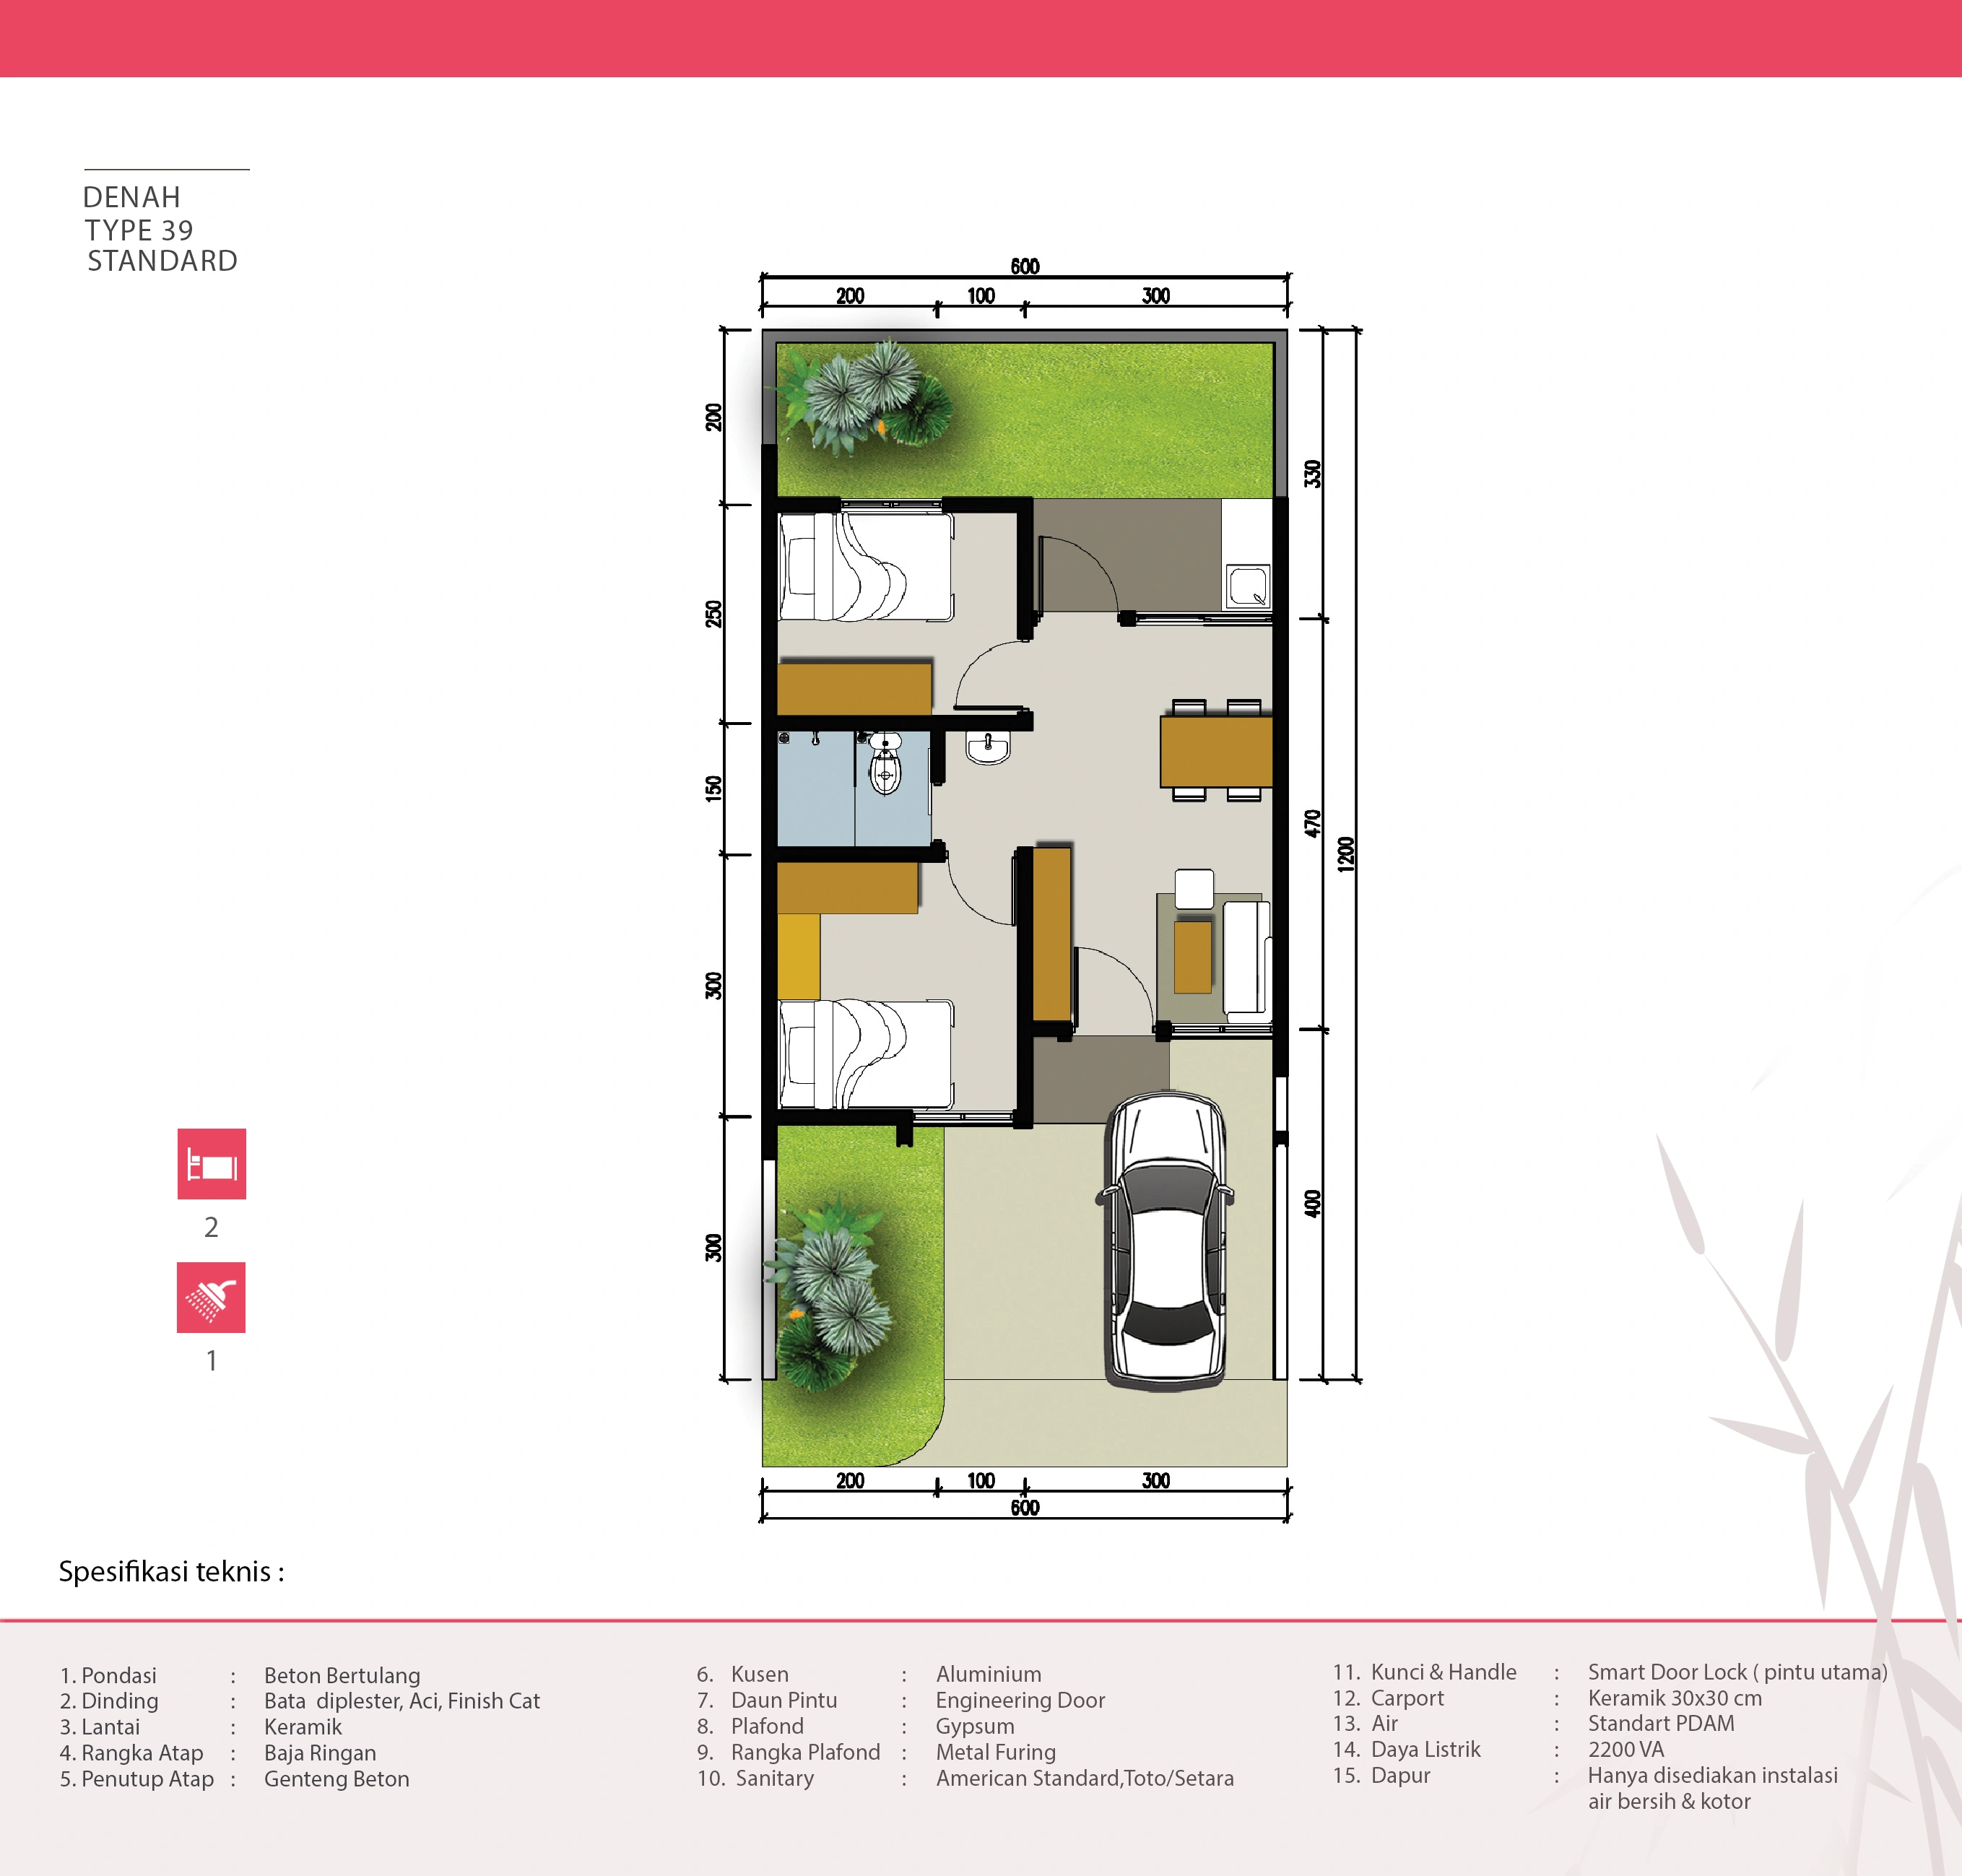 DENAH
TYPE 39
STANDARD
600
200 100 300
200
250
150
300
300
330
470
400
1200
200 100 300
600
2
1
Spesifikasi teknis :
1. Pondasi : Beton Bertulang
2. Dinding : Bata diplester, Aci, Finish Cat
3. Lantai : Keramik
4. Rangka Atap : Baja Ringan
5. Penutup Atap : Genteng Beton
6. Kusen : Aluminium
7. Daun Pintu : Engineering Door
8. Plafond : Gypsum
9. Rangka Plafond : Metal Furing
10. Sanitary : American Standard,Toto/Setara
11. Kunci & Handle : Smart Door Lock ( pintu utama)
12. Carport : Keramik 30x30 cm
13. Air : Standart PDAM
14. Daya Listrik : 2200 VA
15. Dapur : Hanya disediakan instalasi
air bersih & kotor